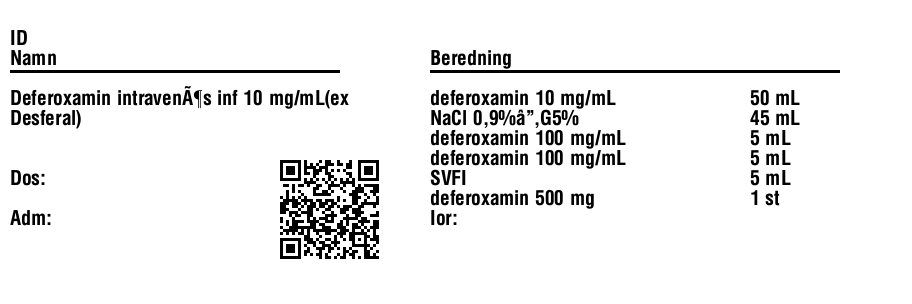 ID
Namn
Deferoxamin intravenÃ¶s inf 10 mg/mL(ex
Desferal)
Dos:
Adm:
Beredning
deferoxamin 10 mg/mL 50 mL
NaCl 0,9%â”,G5% 45 mL
deferoxamin 100 mg/mL 5 mL
deferoxamin 100 mg/mL 5 mL
SVFI 5 mL
deferoxamin 500 mg 1 st
lor: